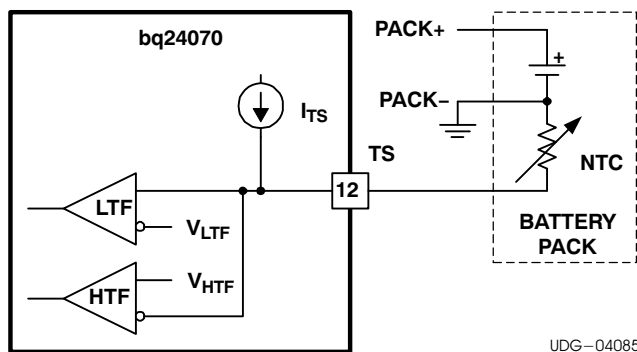 bq24070
PACK+
+
PACK−
I_TS
TS
12
NTC
LTF
V_LTF
BATTERY
PACK
HTF
V_HTF
UDG−04085